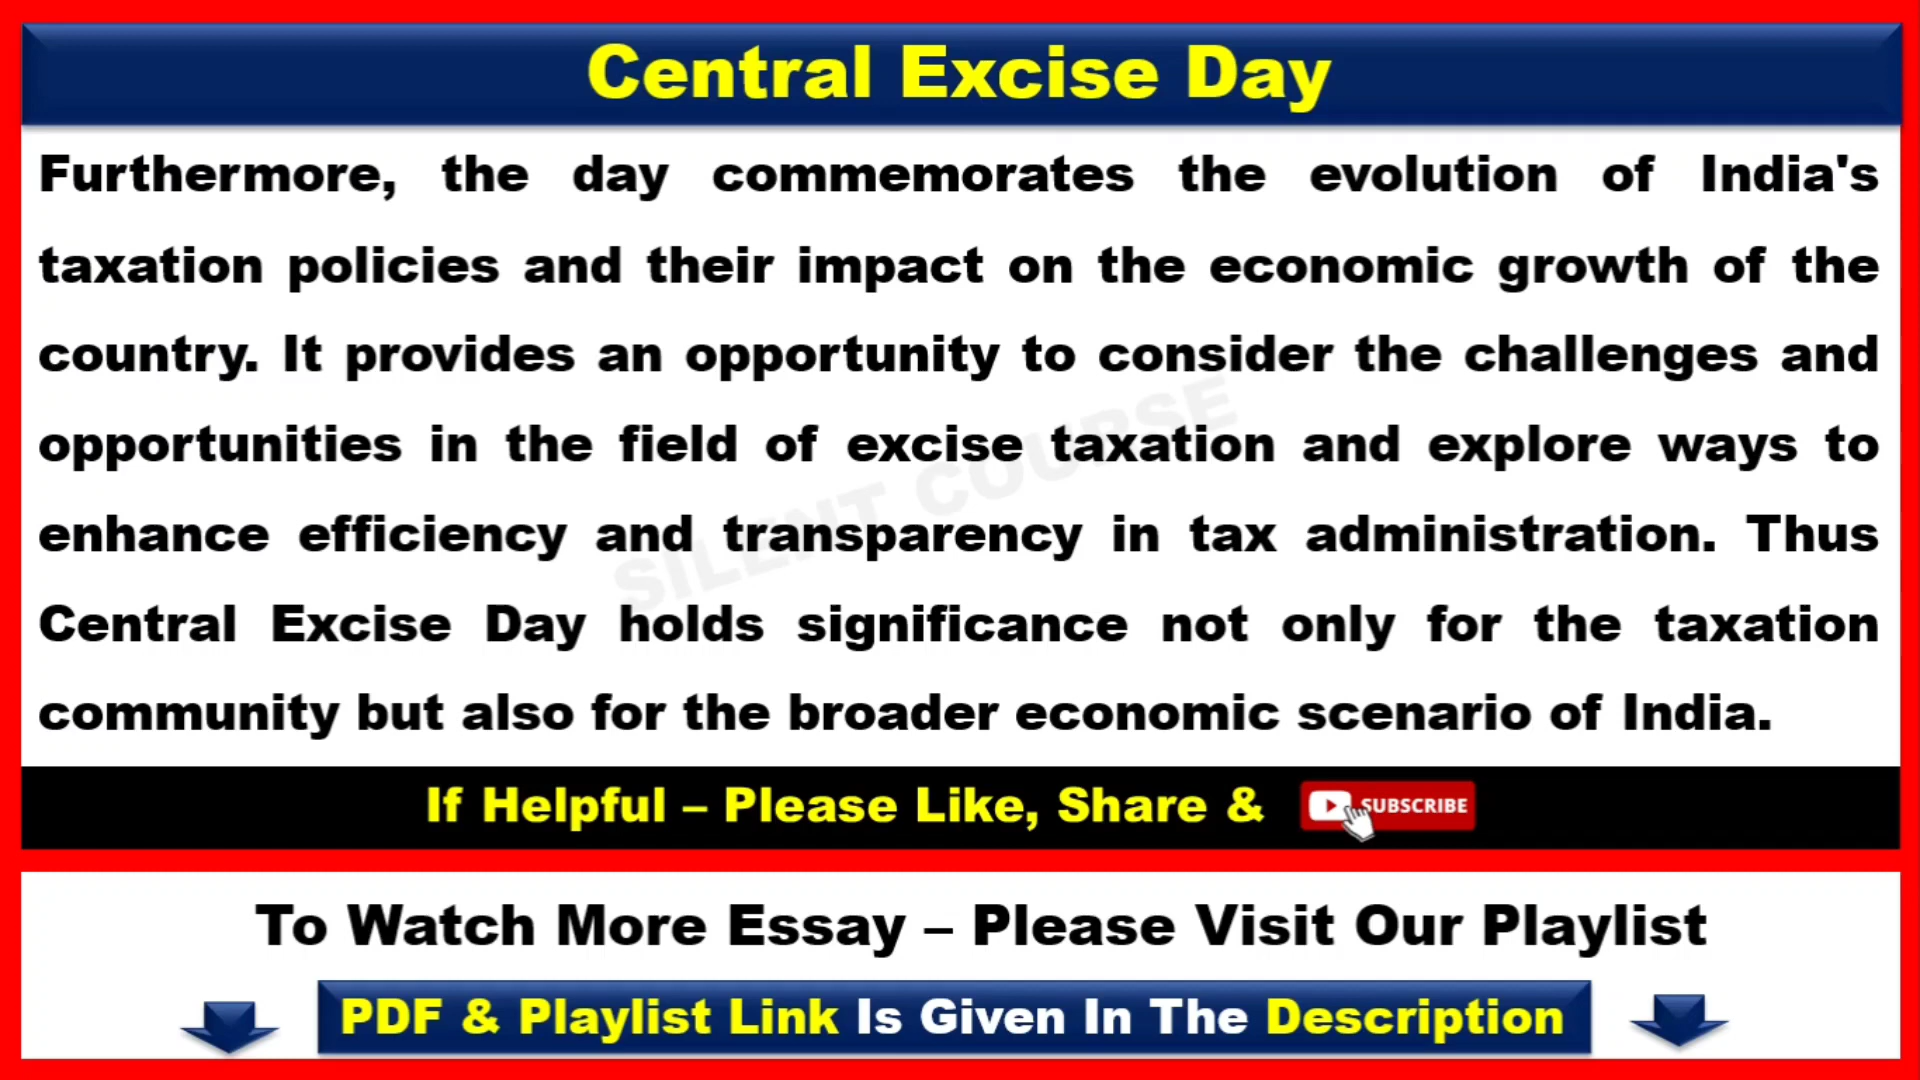 Central Excise Day
Furthermore, the day commemorates the evolution of India's
taxation policies and their impact on the economic growth of the
country. It provides an opportunity to consider the challenges and
opportunities in the field of excise taxation and explore ways to
enhance efficiency and transparency in tax administration. Thus
Central Excise Day holds significance not only for the taxation
community but also for the broader economic scenario of India.
SILENT COURSE
If Helpful – Please Like, Share &
SUBSCRIBE
To Watch More Essay – Please Visit Our Playlist
PDF & Playlist Link Is Given In The Description